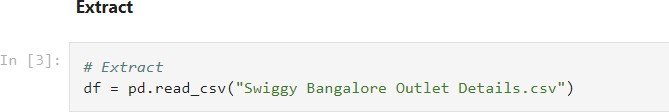 Extract
In [3]:
# Extract
df = pd.read_csv("Swiggy Bangalore Outlet Details.csv")